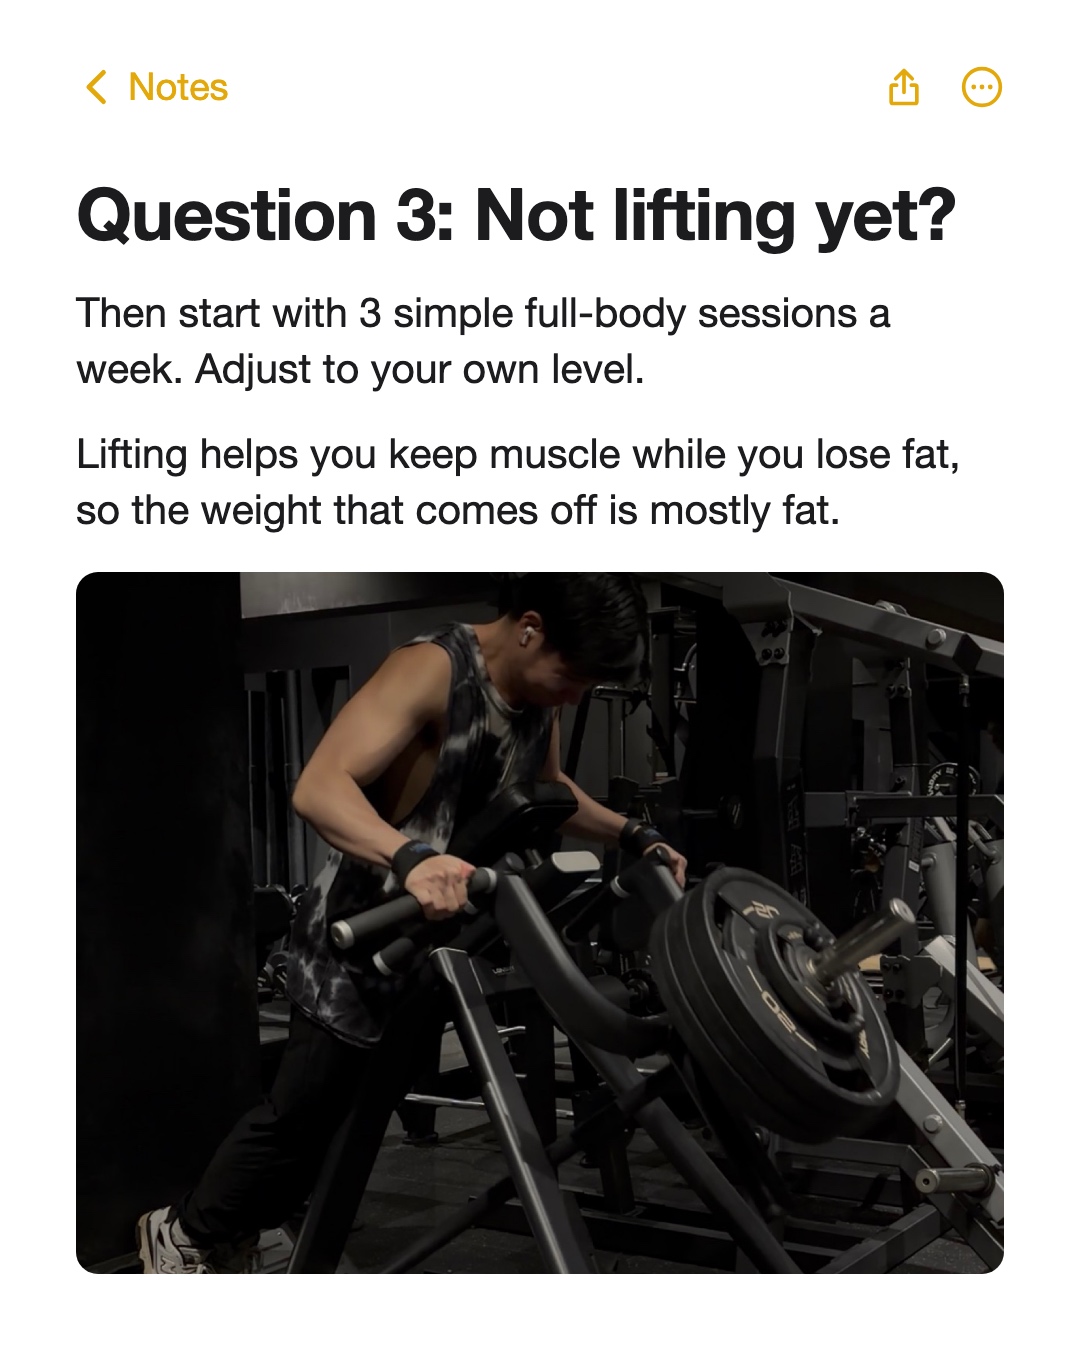 Notes
Question 3: Not lifting yet?
Then start with 3 simple full-body sessions a
week. Adjust to your own level.
Lifting helps you keep muscle while you lose fat,
so the weight that comes off is mostly fat.
20